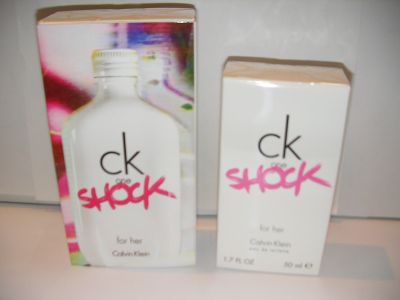 ck
one
SHOCK
for her
Calvin Klein
ck
one
SHOCK
for her
Calvin Klein
eau de toilette
1.7 FL OZ 50 ml e